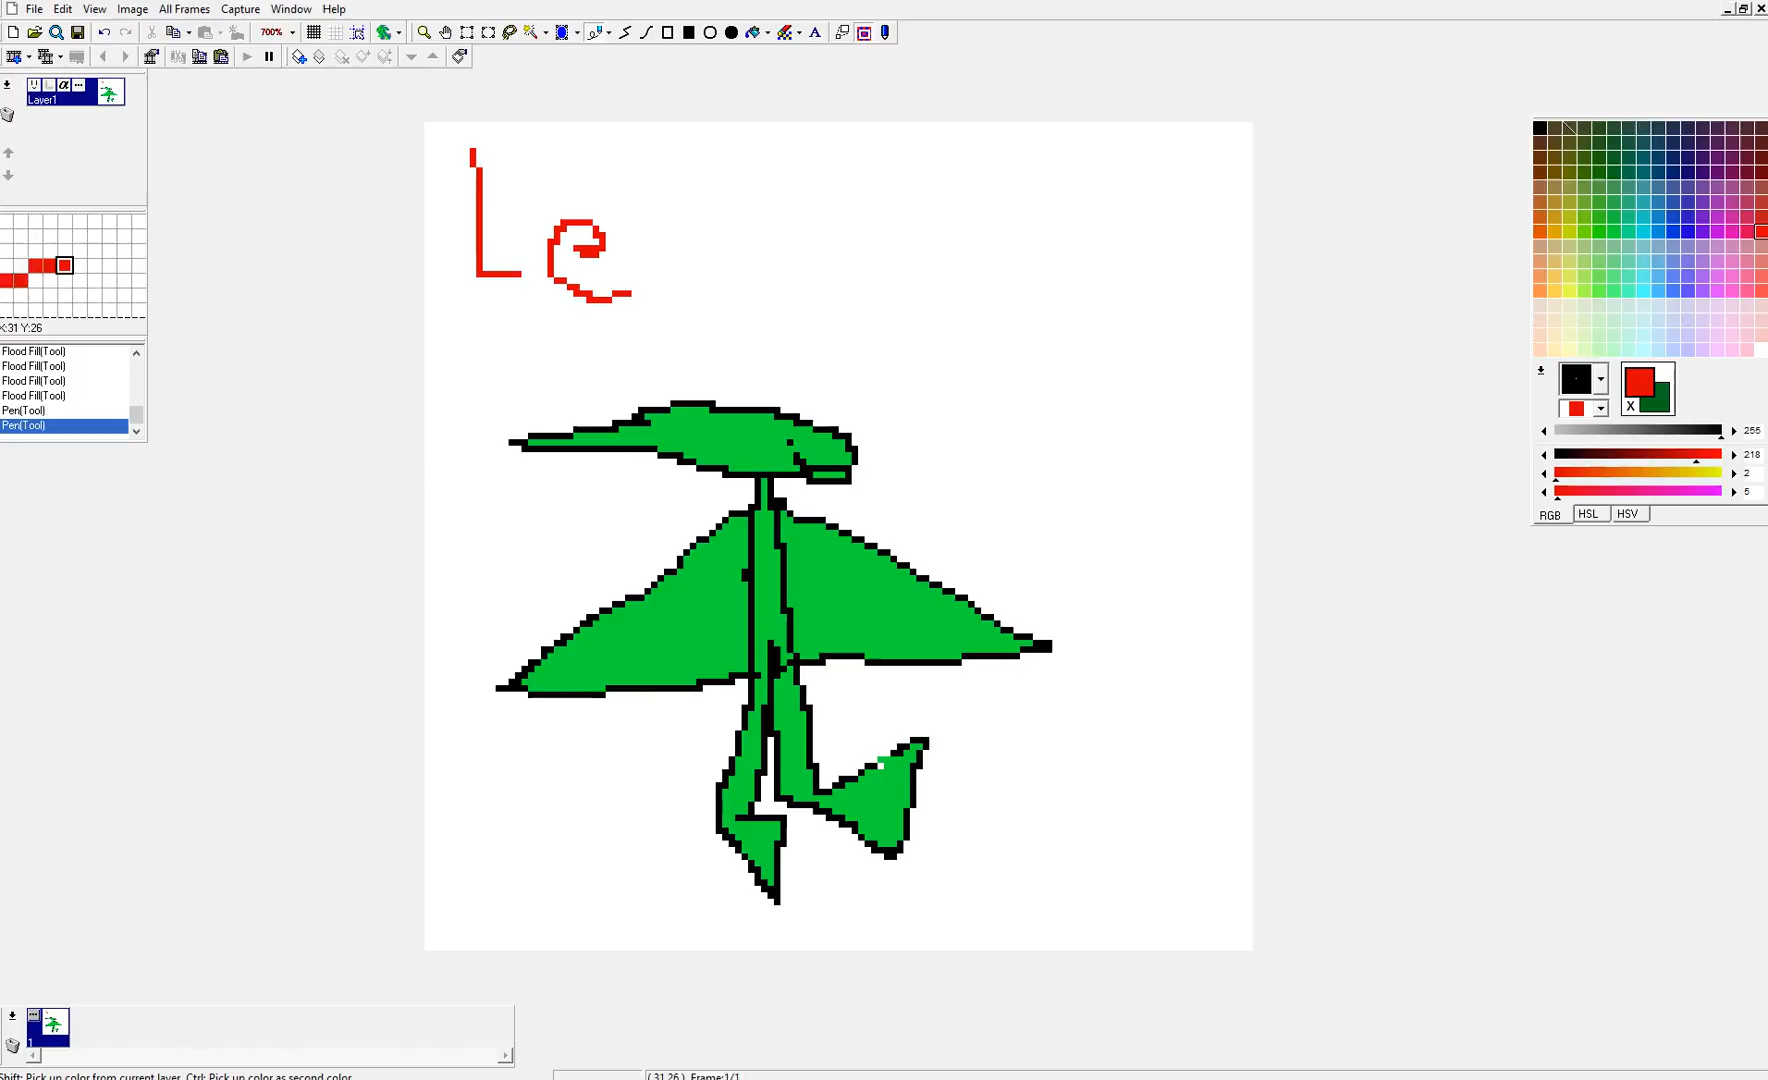 File Edit View Image All Frames Capture Window Help
700%
Layer1
Le
X:31 Y:26
Flood Fill(Tool)
Flood Fill(Tool)
Flood Fill(Tool)
Flood Fill(Tool)
Pen(Tool)
Pen(Tool)
X
255
218
2
5
RGB HSL HSV
1
Shift: Pick up color from current layer, Ctrl: Pick up color as second color
(31,26) Frame:1/1